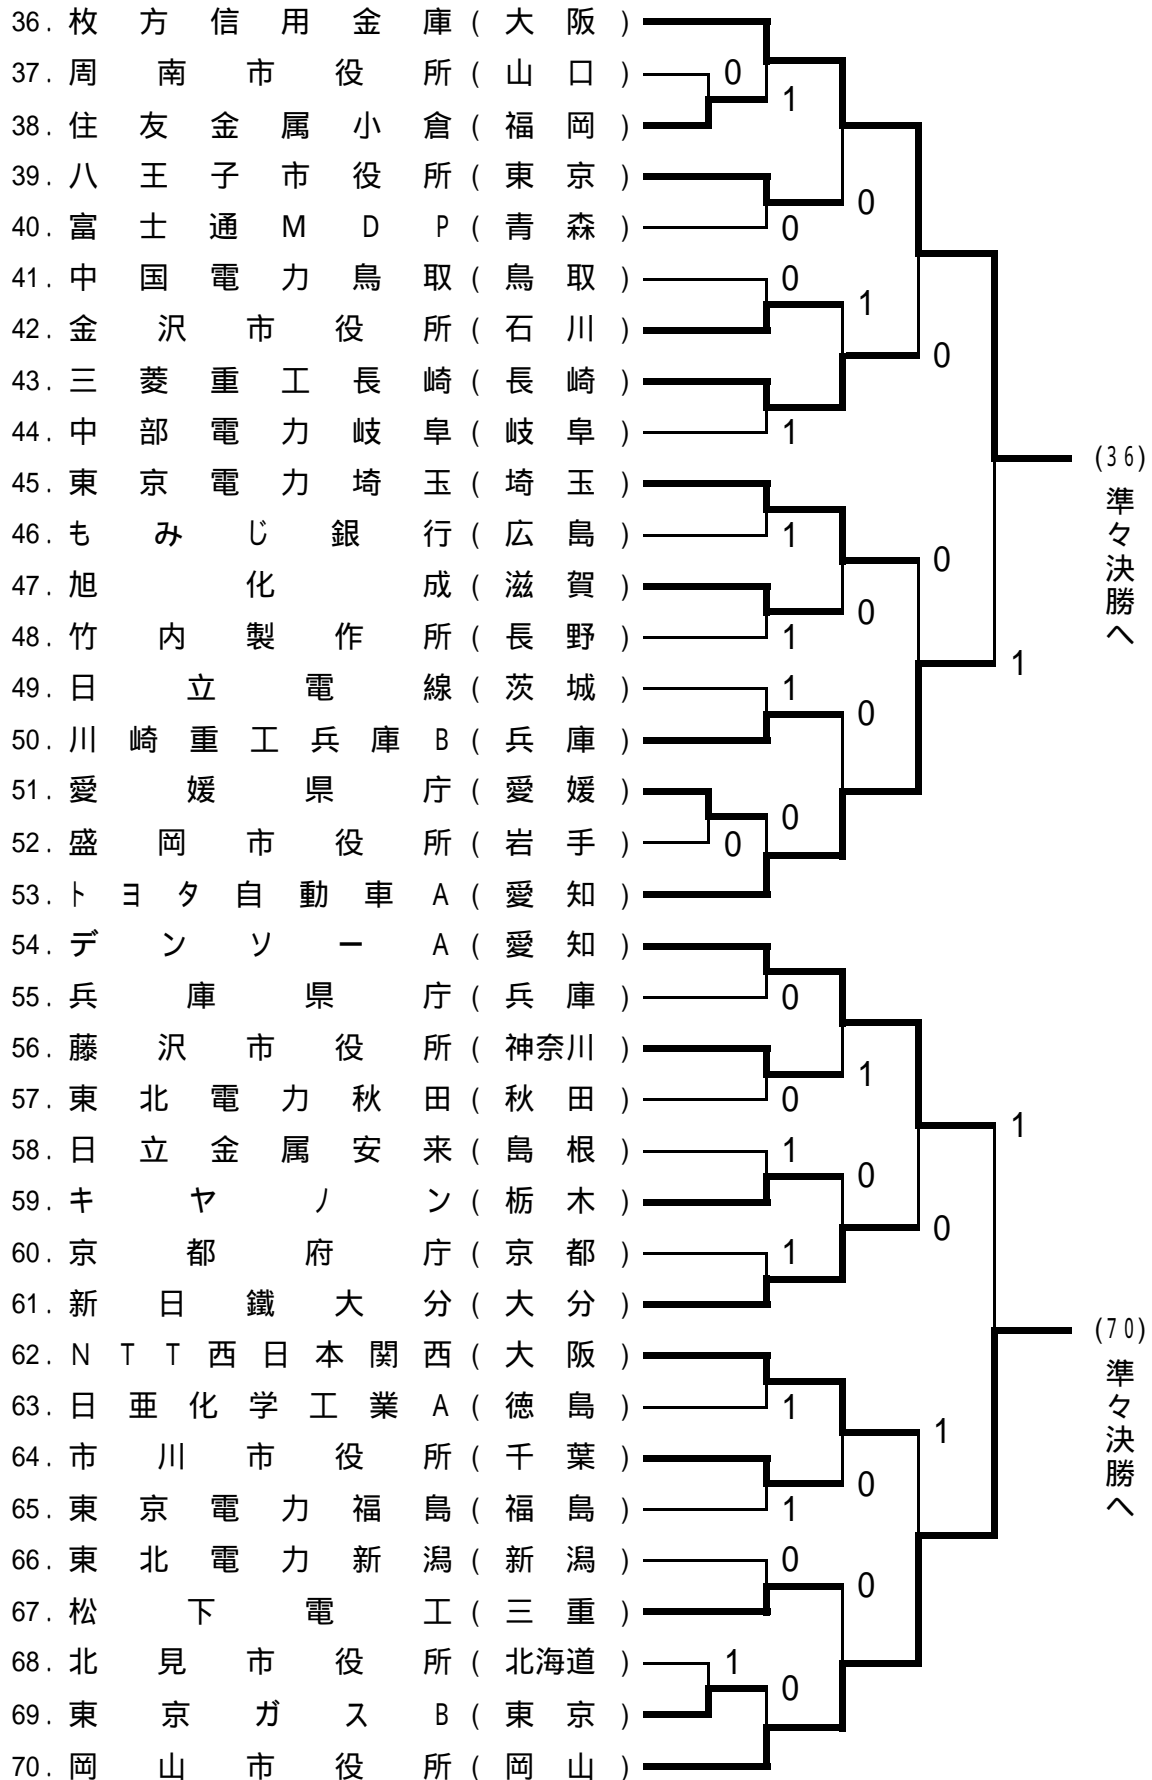 36. 枚方信用金庫 ( 大阪 )
37. 周南市役所 ( 山口 ) 0
1
38. 住友金属小倉 ( 福岡 )
39. 八王子市役所 ( 東京 )
0
40. 富士通MDP ( 青森 ) 0
41. 中国電力鳥取 ( 鳥取 ) 0
1
42. 金沢市役所 ( 石川 )
0
43. 三菱重工長崎 ( 長崎 )
44. 中部電力岐阜 ( 岐阜 ) 1
(36)
準々決勝へ
45. 東京電力埼玉 ( 埼玉 )
46. もみじ銀行 ( 広島 ) 1
0
47. 旭化成 ( 滋賀 )
0
48. 竹内製作所 ( 長野 ) 1
1
49. 日立電線 ( 茨城 ) 1
0
50. 川崎重工兵庫B ( 兵庫 )
51. 愛媛県庁 ( 愛媛 )
0
52. 盛岡市役所 ( 岩手 ) 0
53. トヨタ自動車A ( 愛知 )
54. デンソーA ( 愛知 )
55. 兵庫県庁 ( 兵庫 ) 0
56. 藤沢市役所 ( 神奈川 )
1
57. 東北電力秋田 ( 秋田 ) 0
1
58. 日立金属安来 ( 島根 ) 1
0
59. キヤノン ( 栃木 )
0
60. 京都府庁 ( 京都 ) 1
61. 新日鐵大分 ( 大分 )
(70)
準々決勝へ
62. NTT西日本関西 ( 大阪 )
63. 日亜化学工業A ( 徳島 ) 1
1
64. 市川市役所 ( 千葉 )
0
65. 東京電力福島 ( 福島 ) 1
66. 東北電力新潟 ( 新潟 ) 0
0
67. 松下電工 ( 三重 )
68. 北見市役所 ( 北海道 ) 1
0
69. 東京ガスB ( 東京 )
70. 岡山市役所 ( 岡山 )